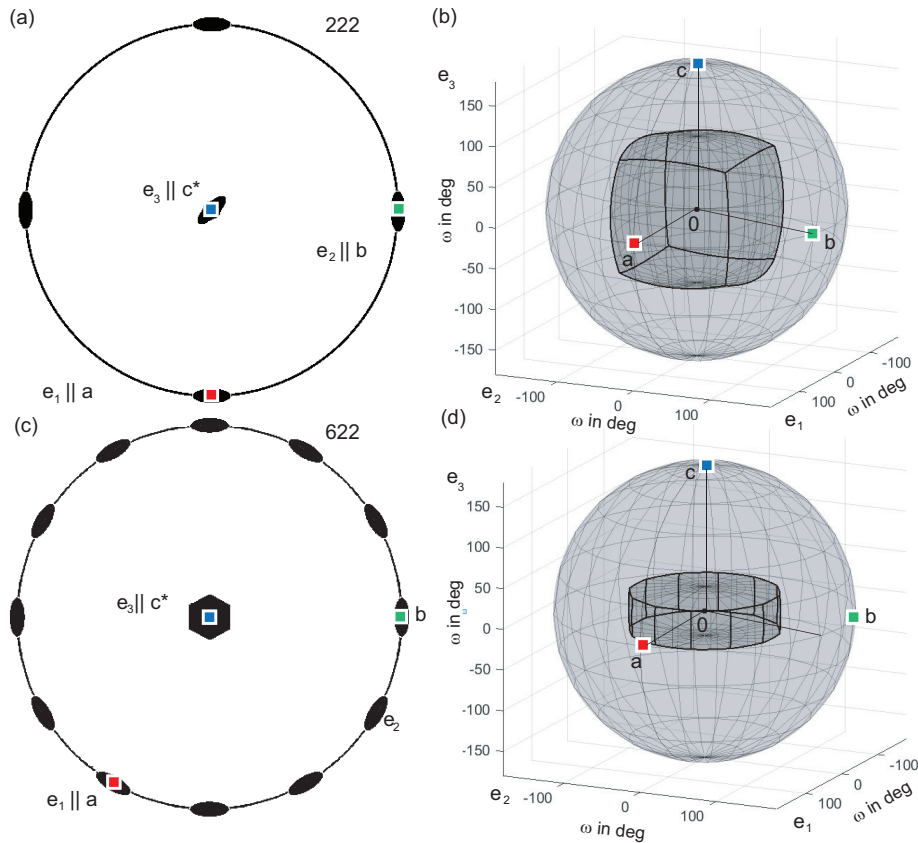 (a)
222
e3 || c*
e2 || b
e1 || a
(b)
e3
c
150
100
50
0
-50
-100
-150
ω in deg
0
a
b
e2
-100
0
100
ω in deg
e1
100
0
-100
ω in deg
(c)
622
e3|| c*
b
e2
e1 || a
(d)
e3
c
150
100
50
0
-50
-100
-150
ω in deg
0
a
b
e2
-100
0
100
ω in deg
e1
100
0
-100
ω in deg